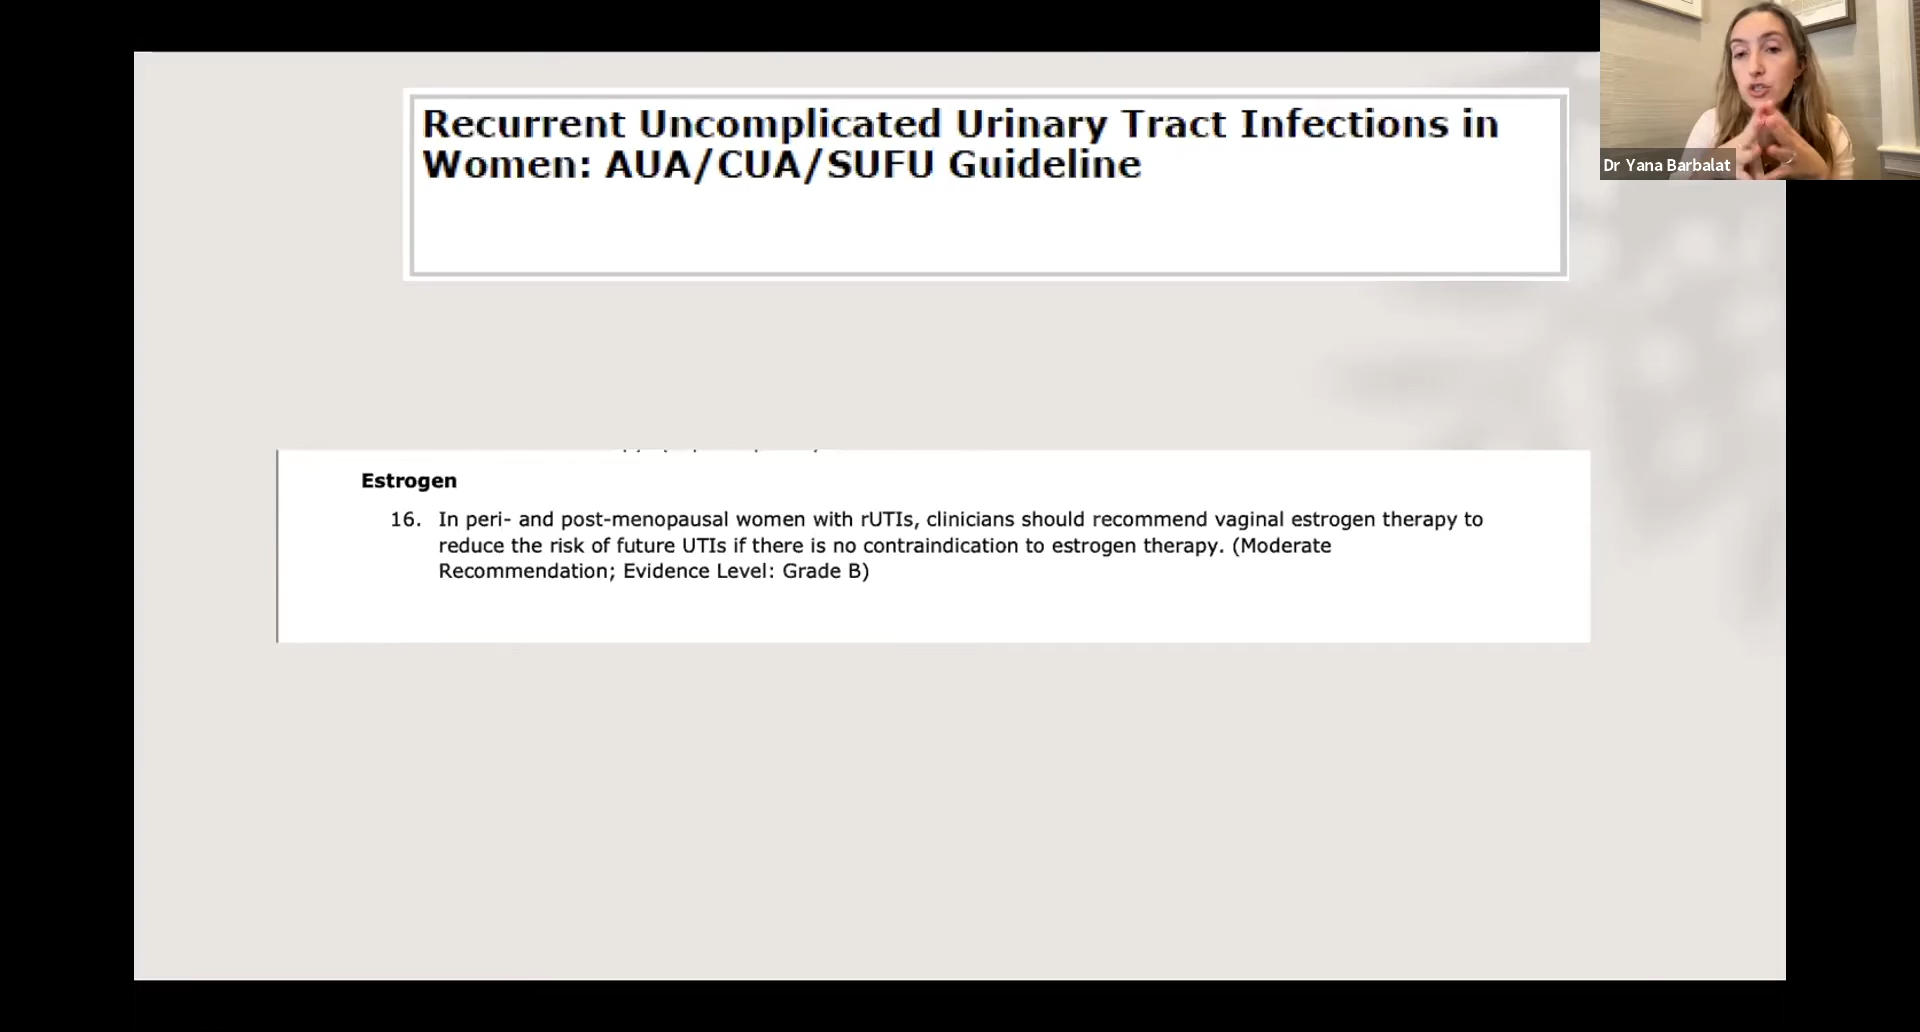 Recurrent Uncomplicated Urinary Tract Infections in
Women: AUA/CUA/SUFU Guideline
Dr Yana Barbalat
Estrogen
16. In peri- and post-menopausal women with rUTIs, clinicians should recommend vaginal estrogen therapy to
reduce the risk of future UTIs if there is no contraindication to estrogen therapy. (Moderate
Recommendation; Evidence Level: Grade B)